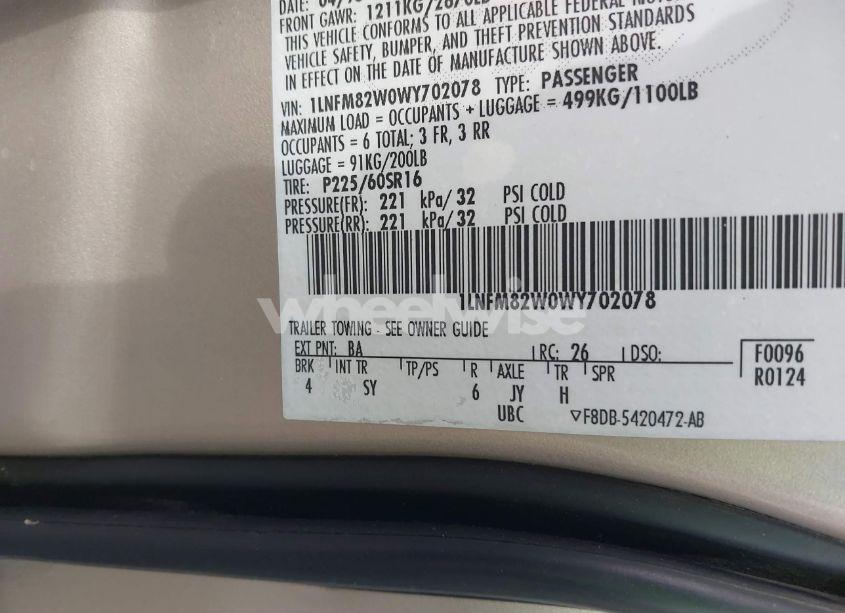 DATE: 04/
FRONT GAWR: 1211KG/2670LB
THIS VEHICLE CONFORMS TO ALL APPLICABLE FEDERAL MOTOR
VEHICLE SAFETY, BUMPER, AND THEFT PREVENTION STANDARDS
IN EFFECT ON THE DATE OF MANUFACTURE SHOWN ABOVE.
VIN: 1LNFM82W0WY702078 TYPE: PASSENGER
MAXIMUM LOAD = OCCUPANTS + LUGGAGE = 499KG/1100LB
OCCUPANTS = 6 TOTAL; 3 FR, 3 RR
LUGGAGE = 91KG/200LB
TIRE: P225/60SR16
PRESSURE(FR): 221 kPa/ 32 PSI COLD
PRESSURE(RR): 221 kPa/ 32 PSI COLD
1LNFM82W0WY702078
wheelwise
TRAILER TOWING - SEE OWNER GUIDE
EXT PNT: BA RC: 26 DSO: F0096
BRK INT TR TP/PS R AXLE TR SPR R0124
4 SY 6 JY H
UBC ▽F8DB-5420472-AB